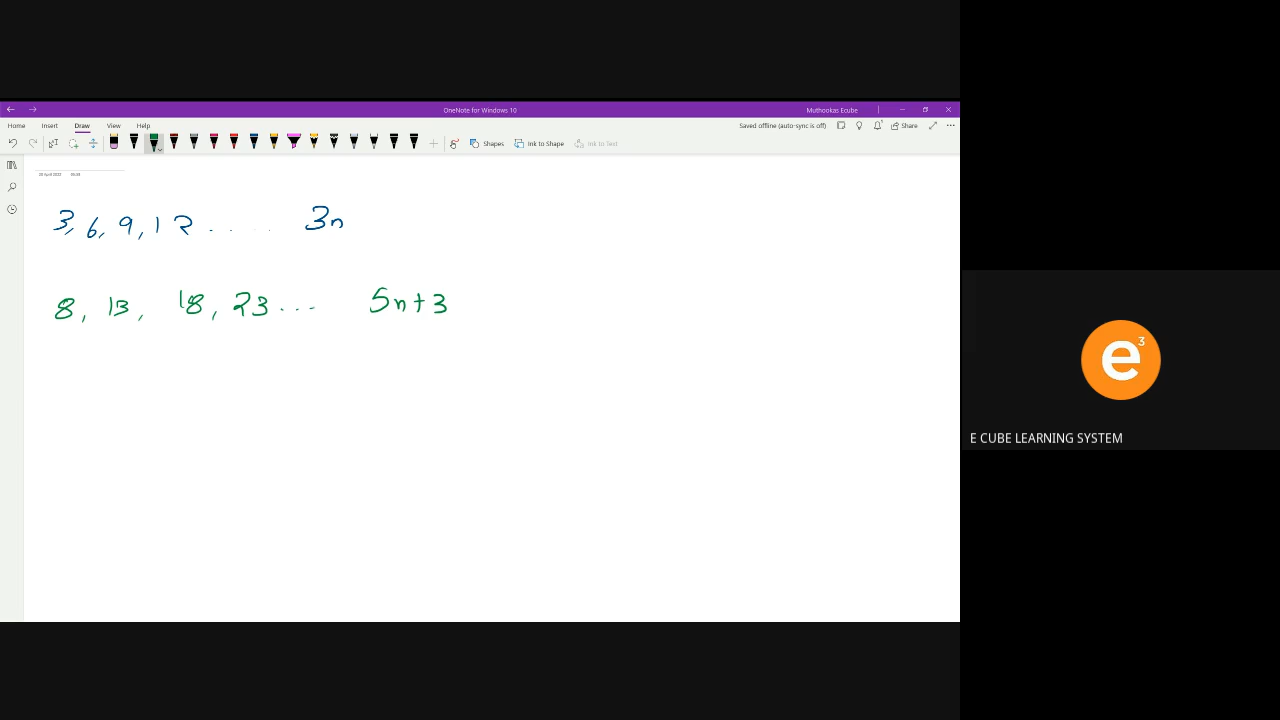 OneNote for Windows 10
Muthookas Ecube
Home Insert Draw View Help
Saved offline (auto-sync is off)
Share
Shapes
Ink to Shape
Ink to Text
3, 6, 9, 12 ..... 3n
8, 13, 18, 23 ... 5n+3
e3
E CUBE LEARNING SYSTEM